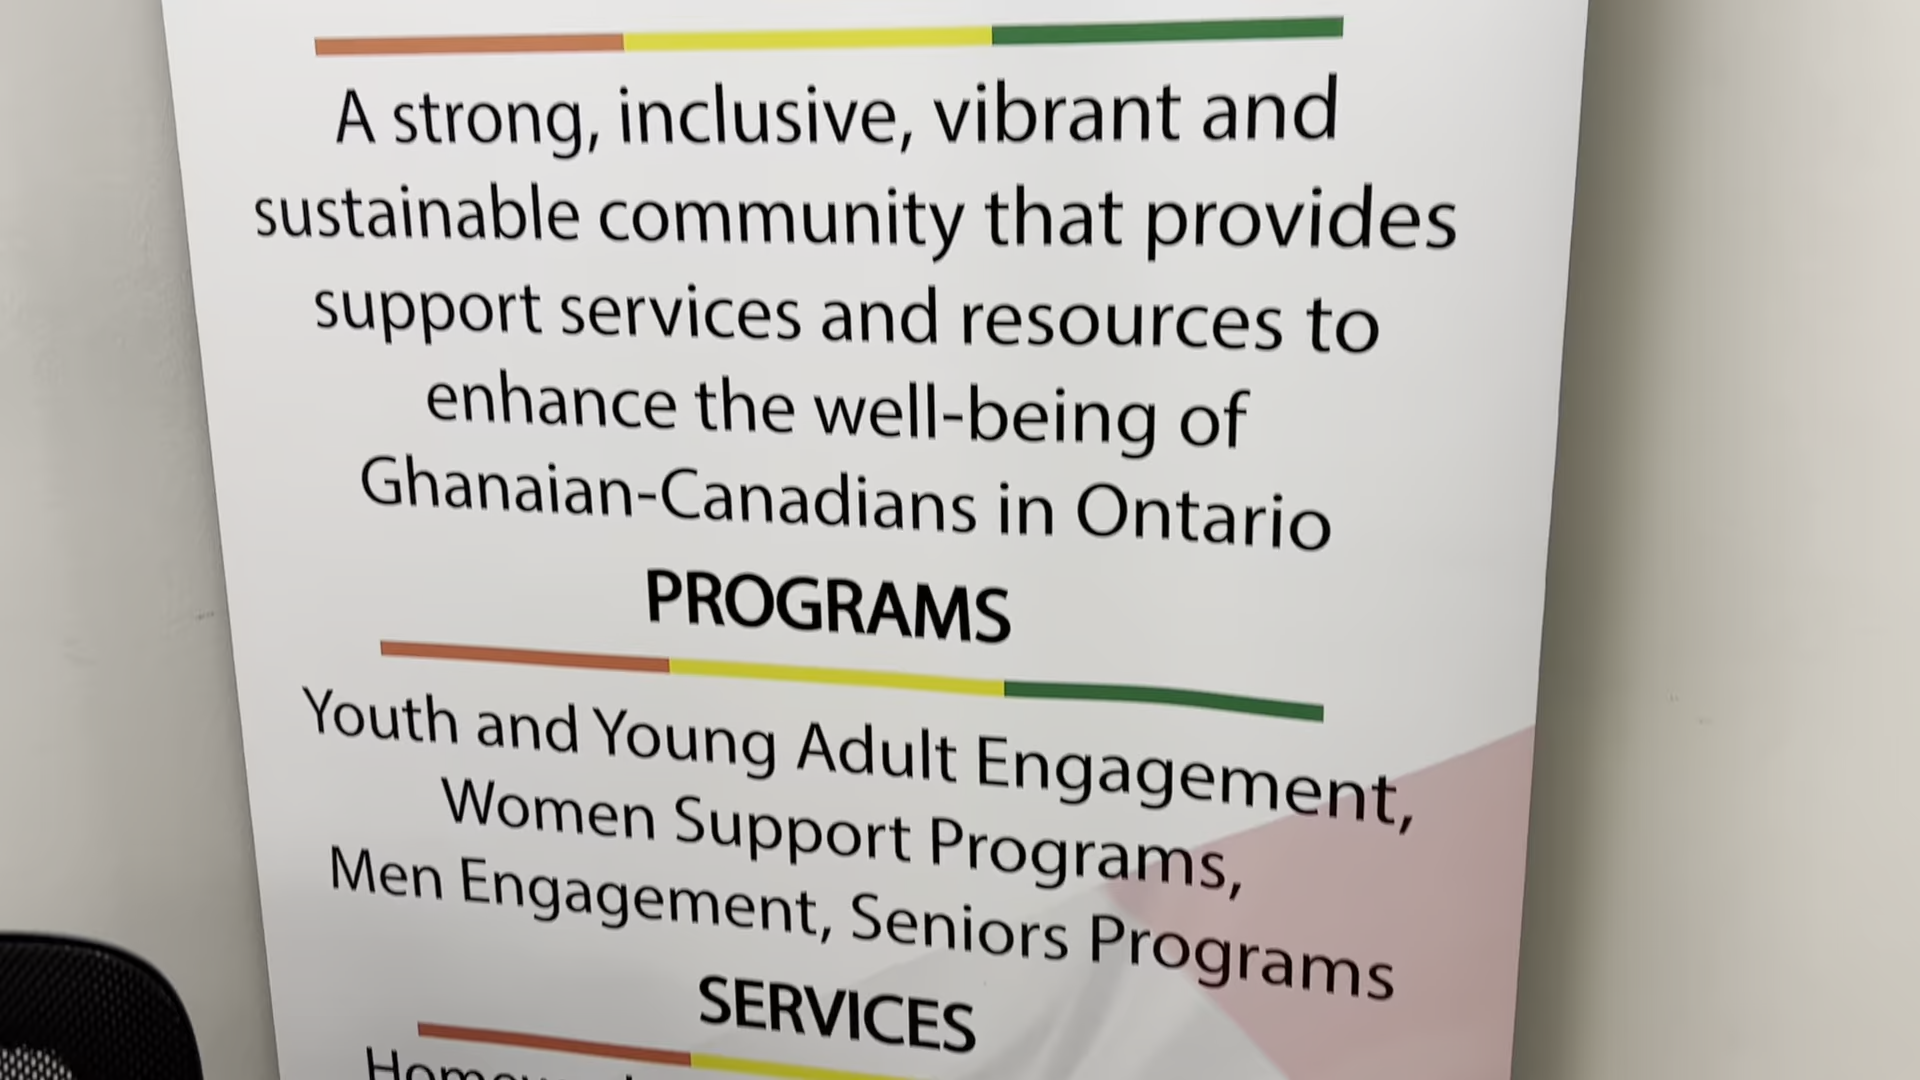 A strong, inclusive, vibrant and
sustainable community that provides
support services and resources to
enhance the well-being of
Ghanaian-Canadians in Ontario
PROGRAMS
Youth and Young Adult Engagement,
Women Support Programs,
Men Engagement, Seniors Programs
SERVICES